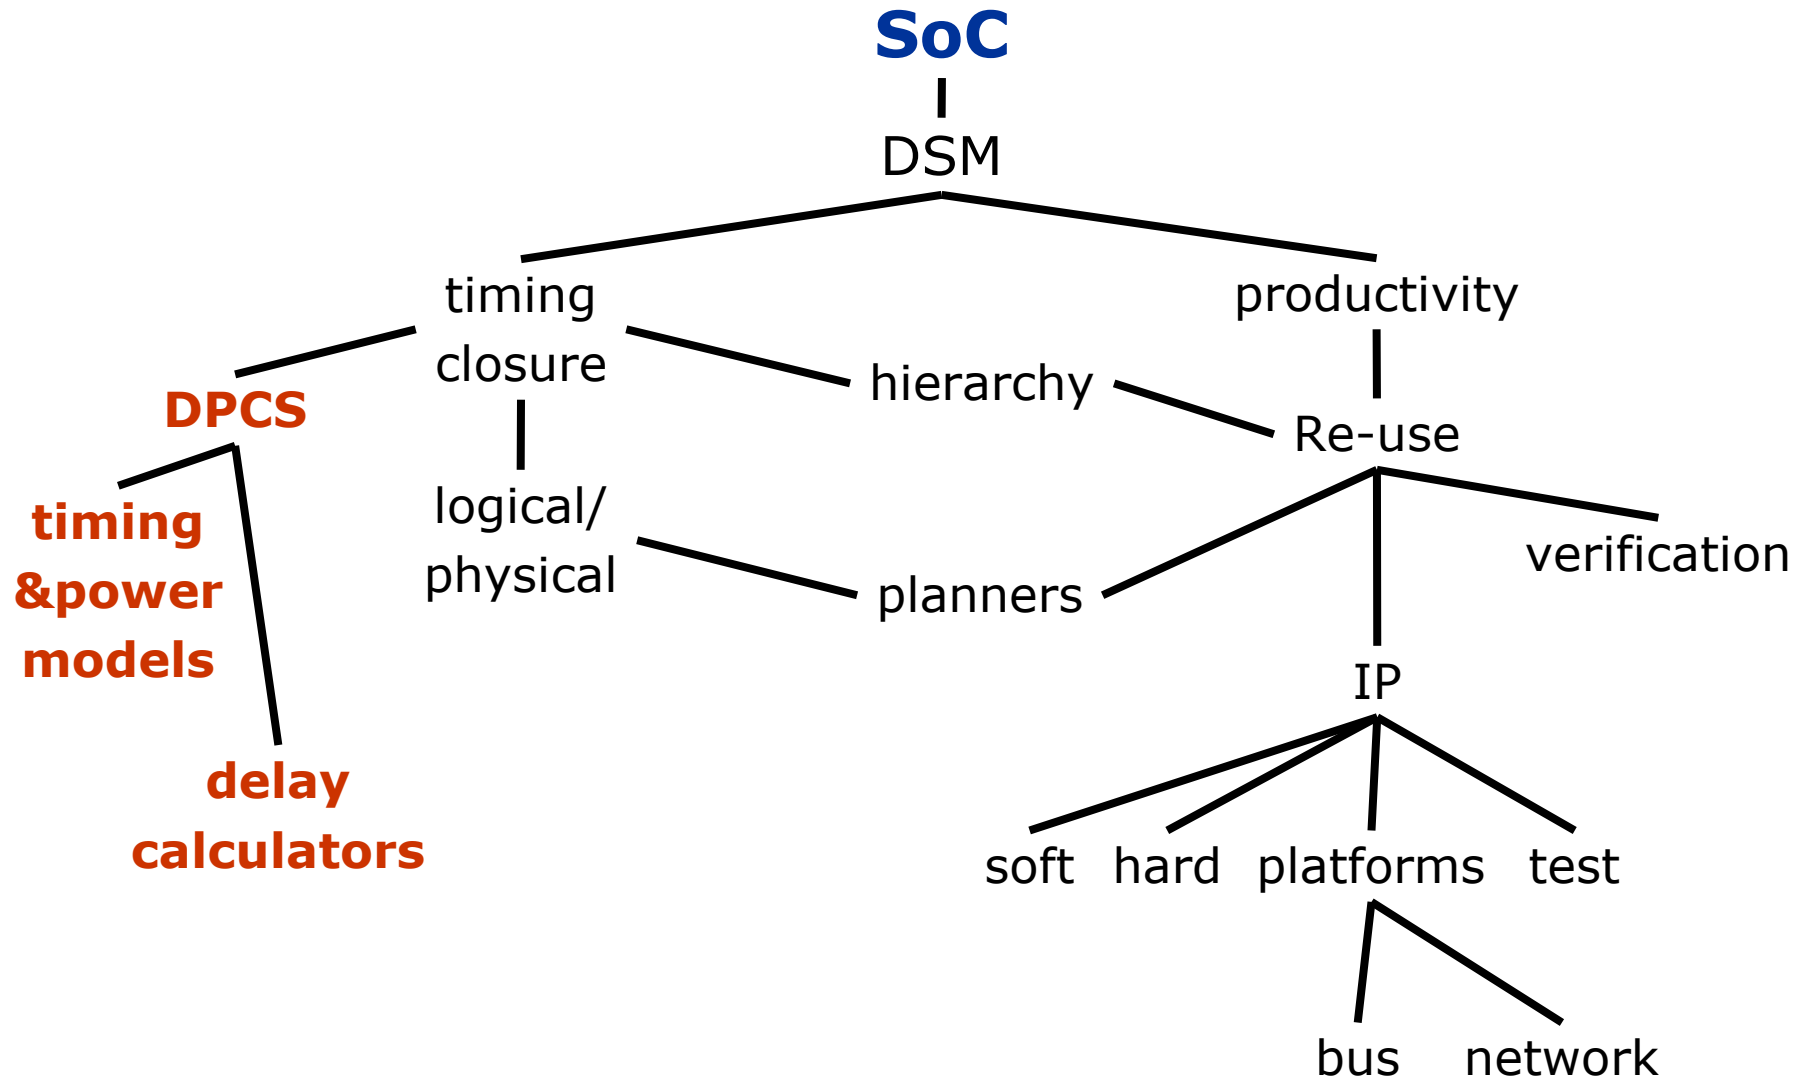 SoC
DSM
timing
closure
productivity
hierarchy
DPCS
Re-use
logical/
physical
timing
&power
models
planners
verification
IP
delay
calculators
soft
hard
platforms
test
bus
network